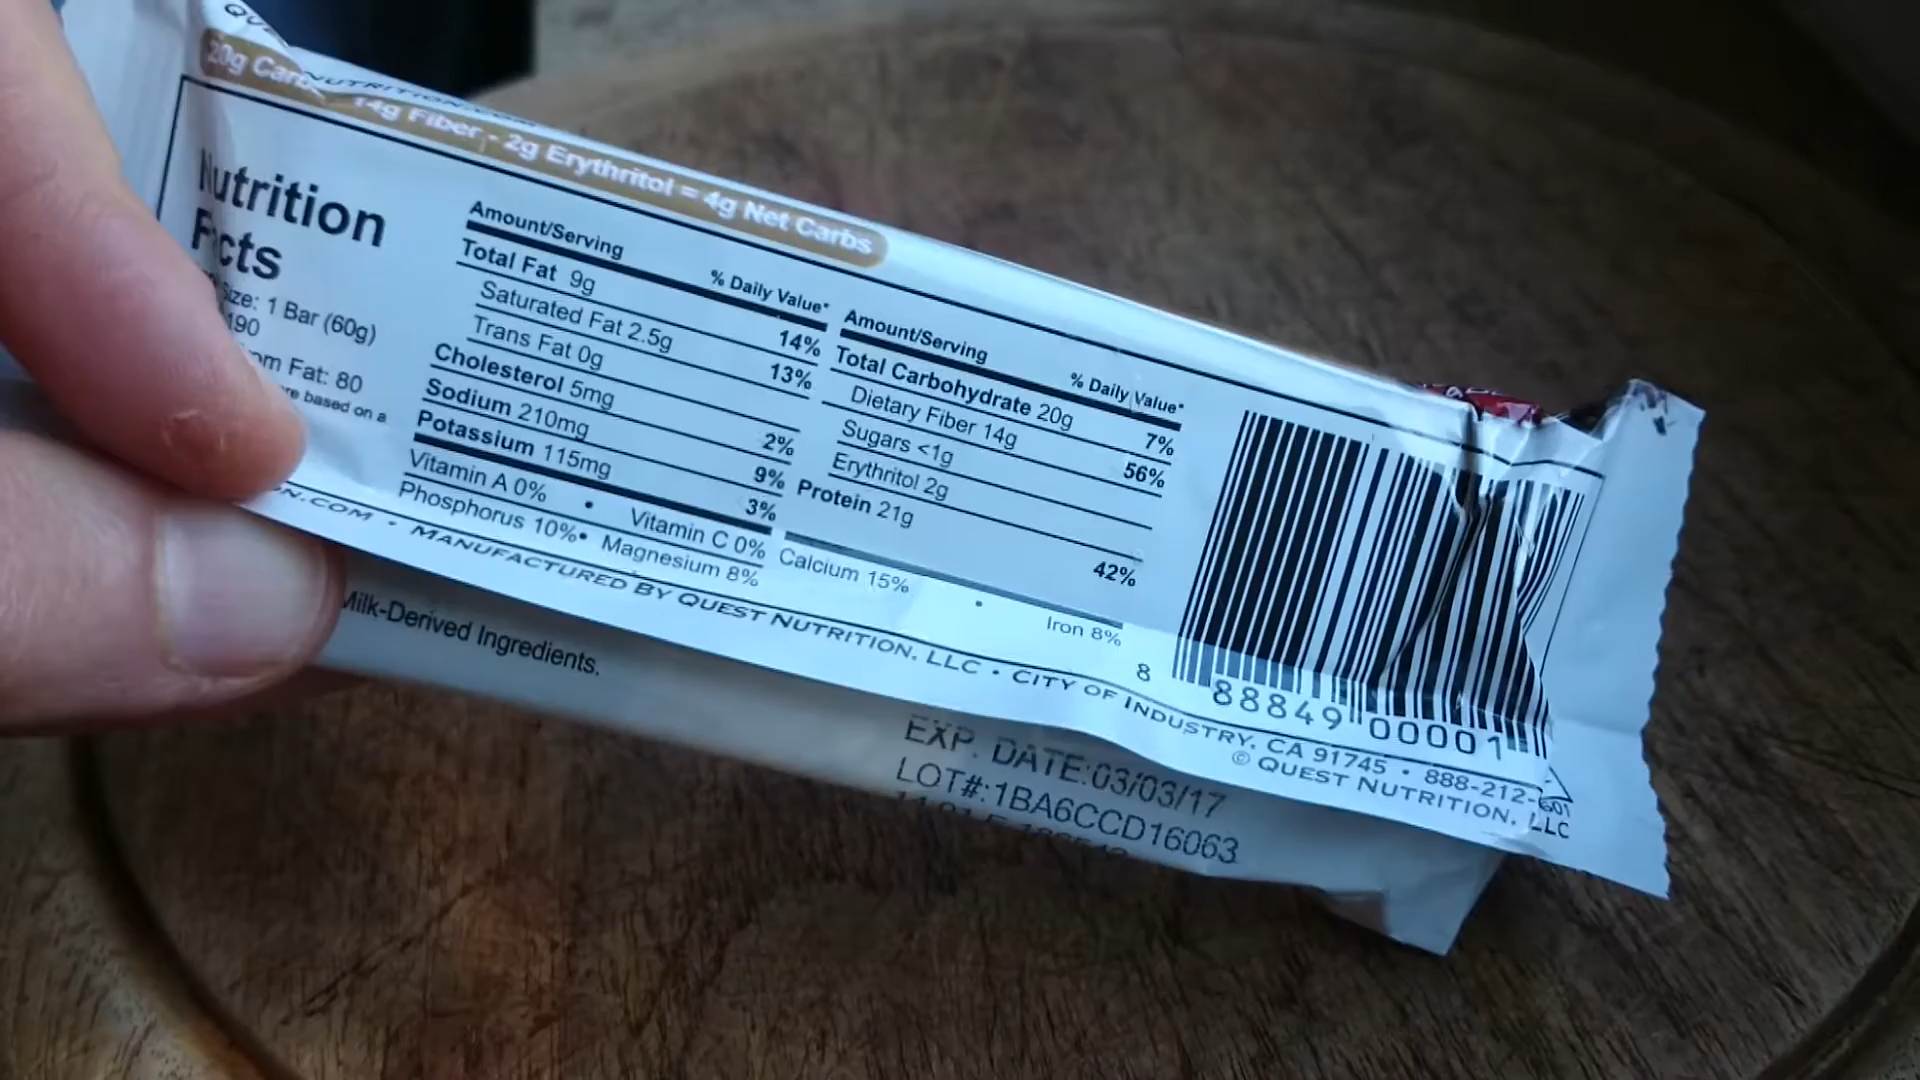 20g Carbs - 14g Fiber - 2g Erythritol = 4g Net Carbs
Nutrition
Facts
Size: 1 Bar (60g)
190
Fat: 80
based on a
Amount/Serving
% Daily Value*
Total Fat 9g 14%
Saturated Fat 2.5g 13%
Trans Fat 0g
Cholesterol 5mg 2%
Sodium 210mg 9%
Potassium 115mg 3%
Vitamin A 0% • Vitamin C 0%
Phosphorus 10% • Magnesium 8%
Amount/Serving
% Daily Value*
Total Carbohydrate 20g 7%
Dietary Fiber 14g 56%
Sugars <1g
Erythritol 2g
Protein 21g 42%
Calcium 15% • Iron 8%
8 88849 00001
.COM • MANUFACTURED BY QUEST NUTRITION, LLC • CITY OF INDUSTRY, CA 91745 • 888-212-601
© QUEST NUTRITION, LLC
Milk-Derived Ingredients.
EXP. DATE:03/03/17
LOT#:1BA6CCD16063